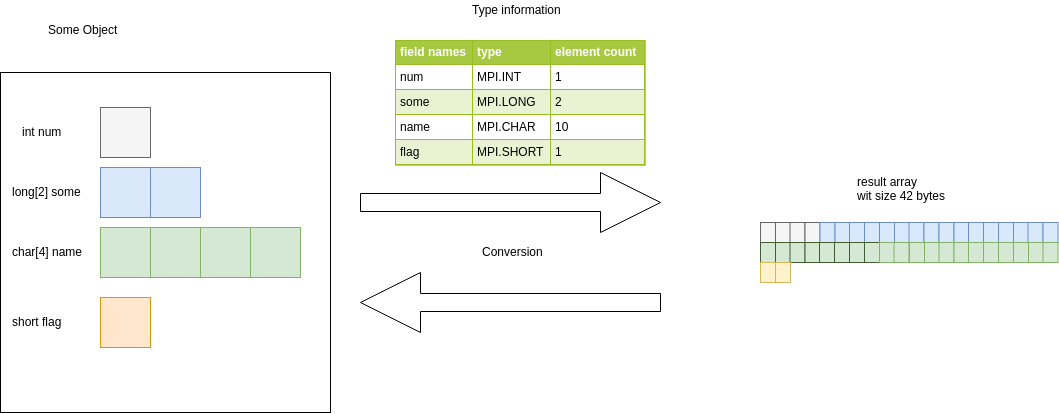 Some Object
Type information
field names type element count
num MPI.INT 1
some MPI.LONG 2
name MPI.CHAR 10
flag MPI.SHORT 1
int num
long[2] some
char[4] name
short flag
Conversion
result array
wit size 42 bytes